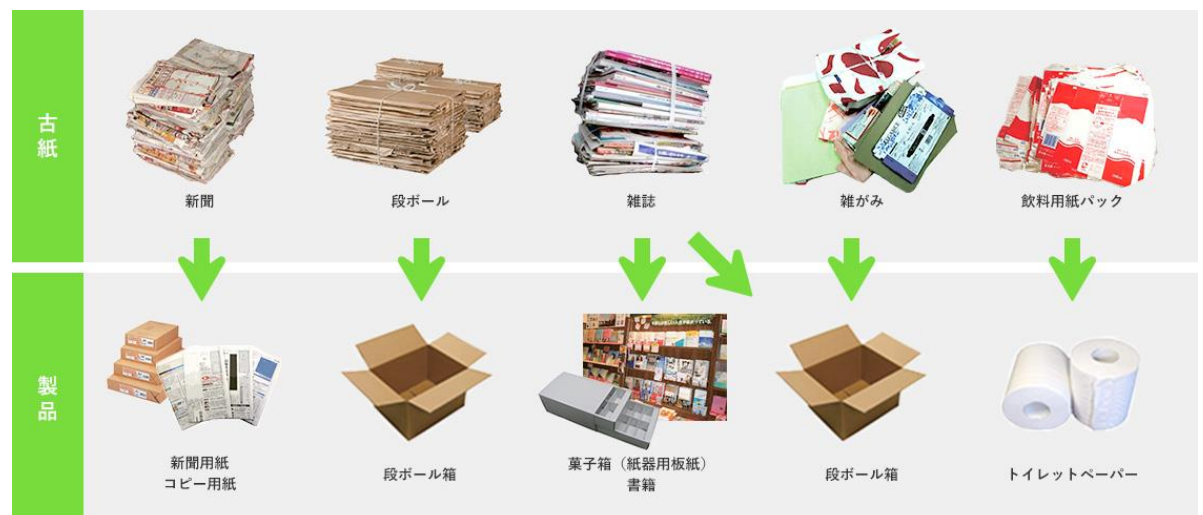 古紙
新聞
段ボール
雑誌
雑がみ
飲料用紙パック
製品
新聞用紙
コピー用紙
段ボール箱
菓子箱（紙器用板紙）
書籍
段ボール箱
トイレットペーパー